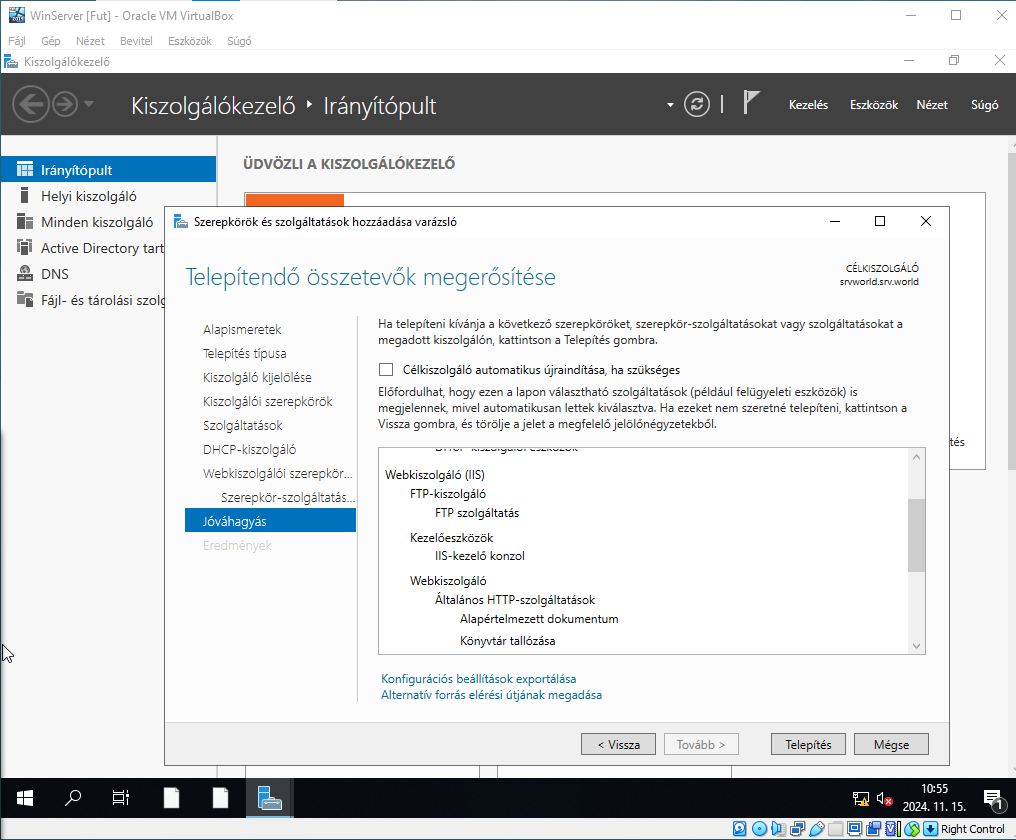 WinServer [Fut] - Oracle VM VirtualBox
Fájl Gép Nézet Bevitel Eszközök Súgó
Kiszolgálókezelő
Kiszolgálókezelő Irányítópult
Kezelés Eszközök Nézet Súgó
Irányítópult
Helyi kiszolgáló
Minden kiszolgáló
Active Directory tart
DNS
Fájl- és tárolási szolg
ÜDVÖZLI A KISZOLGÁLÓKEZELŐ
Szerepkörök és szolgáltatások hozzáadása varázsló
Telepítendő összetevők megerősítése
CÉLKISZOLGÁLÓ
srvworld.srv.world
Alapismeretek
Telepítés típusa
Kiszolgáló kijelölése
Kiszolgálói szerepkörök
Szolgáltatások
DHCP-kiszolgáló
Webkiszolgálói szerepkör...
Szerepkör-szolgáltatás...
Jóváhagyás
Eredmények
Ha telepíteni kívánja a következő szerepköröket, szerepkör-szolgáltatásokat vagy szolgáltatásokat a
megadott kiszolgálón, kattintson a Telepítés gombra.
Célkiszolgáló automatikus újraindítása, ha szükséges
Előfordulhat, hogy ezen a lapon választható szolgáltatások (például felügyeleti eszközök) is
megjelennek, mivel automatikusan lettek kiválasztva. Ha ezeket nem szeretné telepíteni, kattintson a
Vissza gombra, és törölje a jelet a megfelelő jelölőnégyzetekből.
DHCP-kiszolgáló eszközök
Webkiszolgáló (IIS)
FTP-kiszolgáló
FTP szolgáltatás
Kezelőeszközök
IIS-kezelő konzol
Webkiszolgáló
Általános HTTP-szolgáltatások
Alapértelmezett dokumentum
Könyvtár tallózása
tés
Konfigurációs beállítások exportálása
Alternatív forrás elérési útjának megadása
< Vissza Tovább > Telepítés Mégse
10:55
2024. 11. 15.
1
Right Control